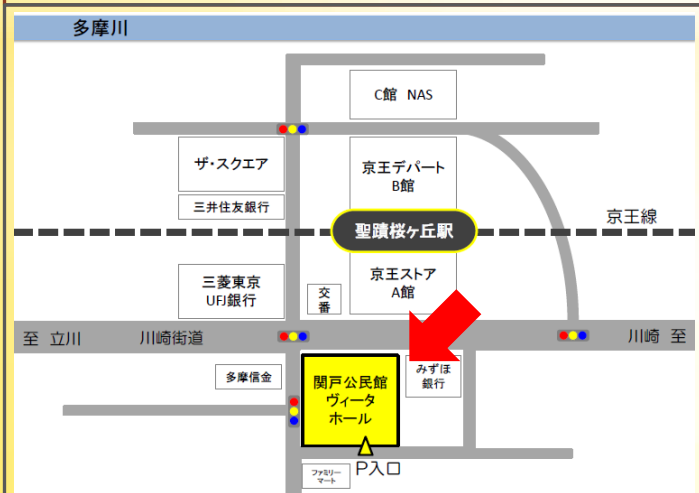 多摩川
C館 NAS
ザ・スクエア
京王デパート
B館
三井住友銀行
京王線
聖蹟桜ヶ丘駅
三菱東京
UFJ銀行
交
番
京王ストア
A館
至 立川
川崎街道
川崎 至
多摩信金
関戸公民館
ヴィータ
ホール
みずほ
銀行
P入口
ファミリー
マート